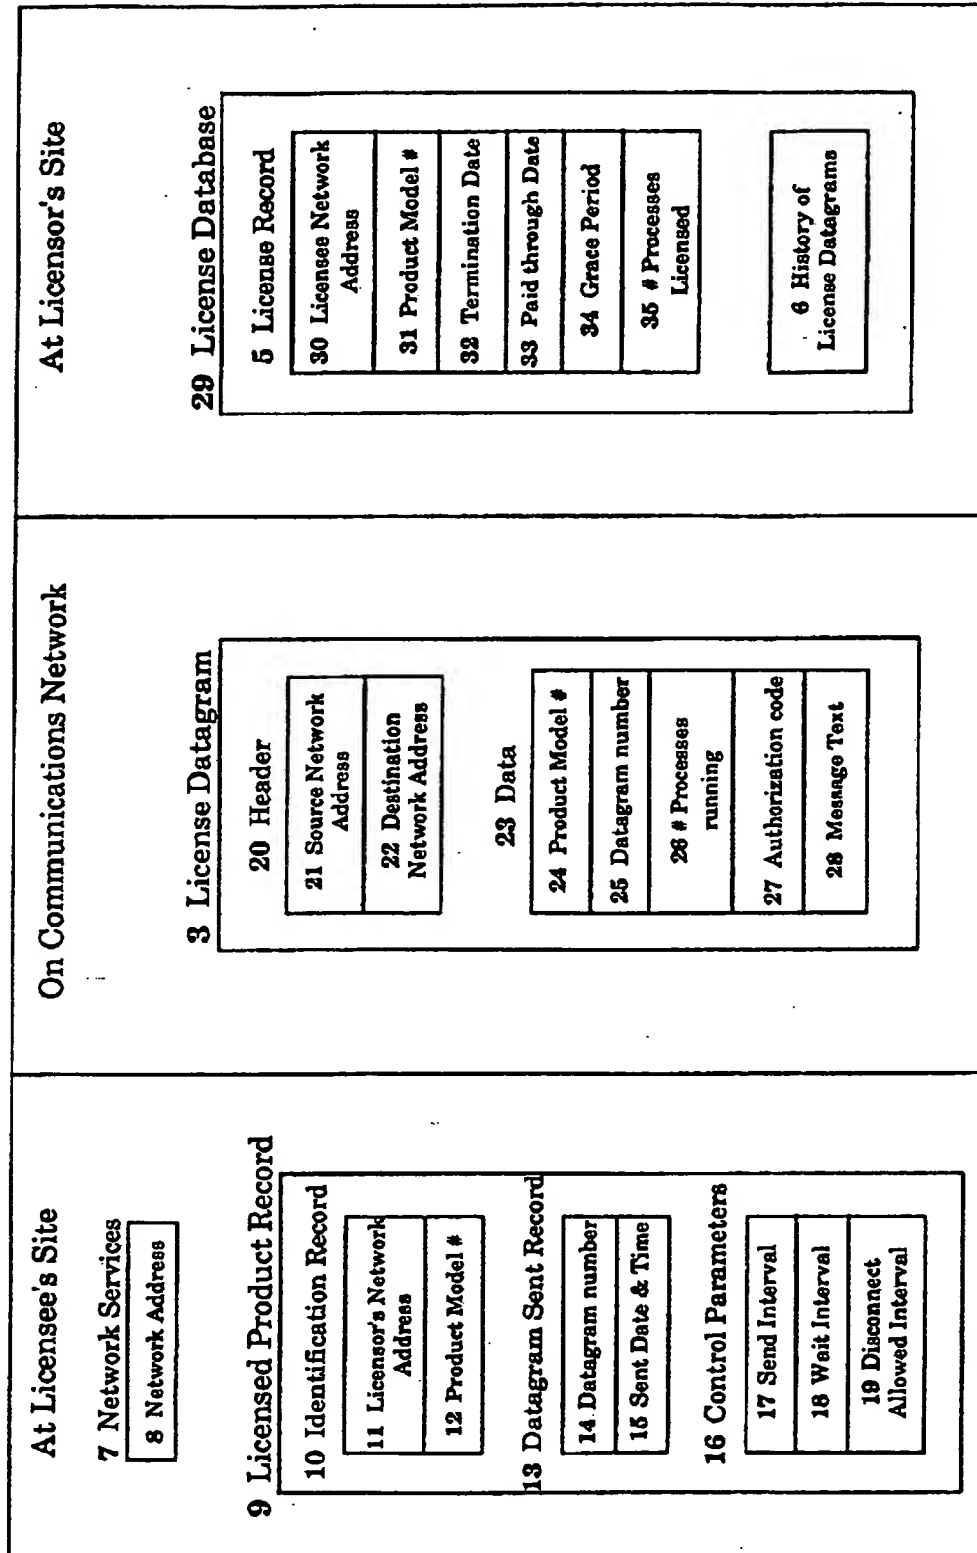 At Licensee's Site
7 Network Services
8 Network Address
9 Licensed Product Record
10 Identification Record
11 Licensor's Network
Address
12 Product Model #
13 Datagram Sent Record
14 Datagram number
15 Sent Date & Time
16 Control Parameters
17 Send Interval
18 Wait Interval
19 Disconnect
Allowed Interval
On Communications Network
3 License Datagram
20 Header
21 Source Network
Address
22 Destination
Network Address
23 Data
24 Product Model #
25 Datagram number
26 # Processes
running
27 Authorization code
28 Message Text
At Licensor's Site
29 License Database
5 License Record
30 Licensee Network
Address
31 Product Model #
32 Termination Date
33 Paid through Date
34 Grace Period
35 # Processes
Licensed
6 History of
License Datagrams